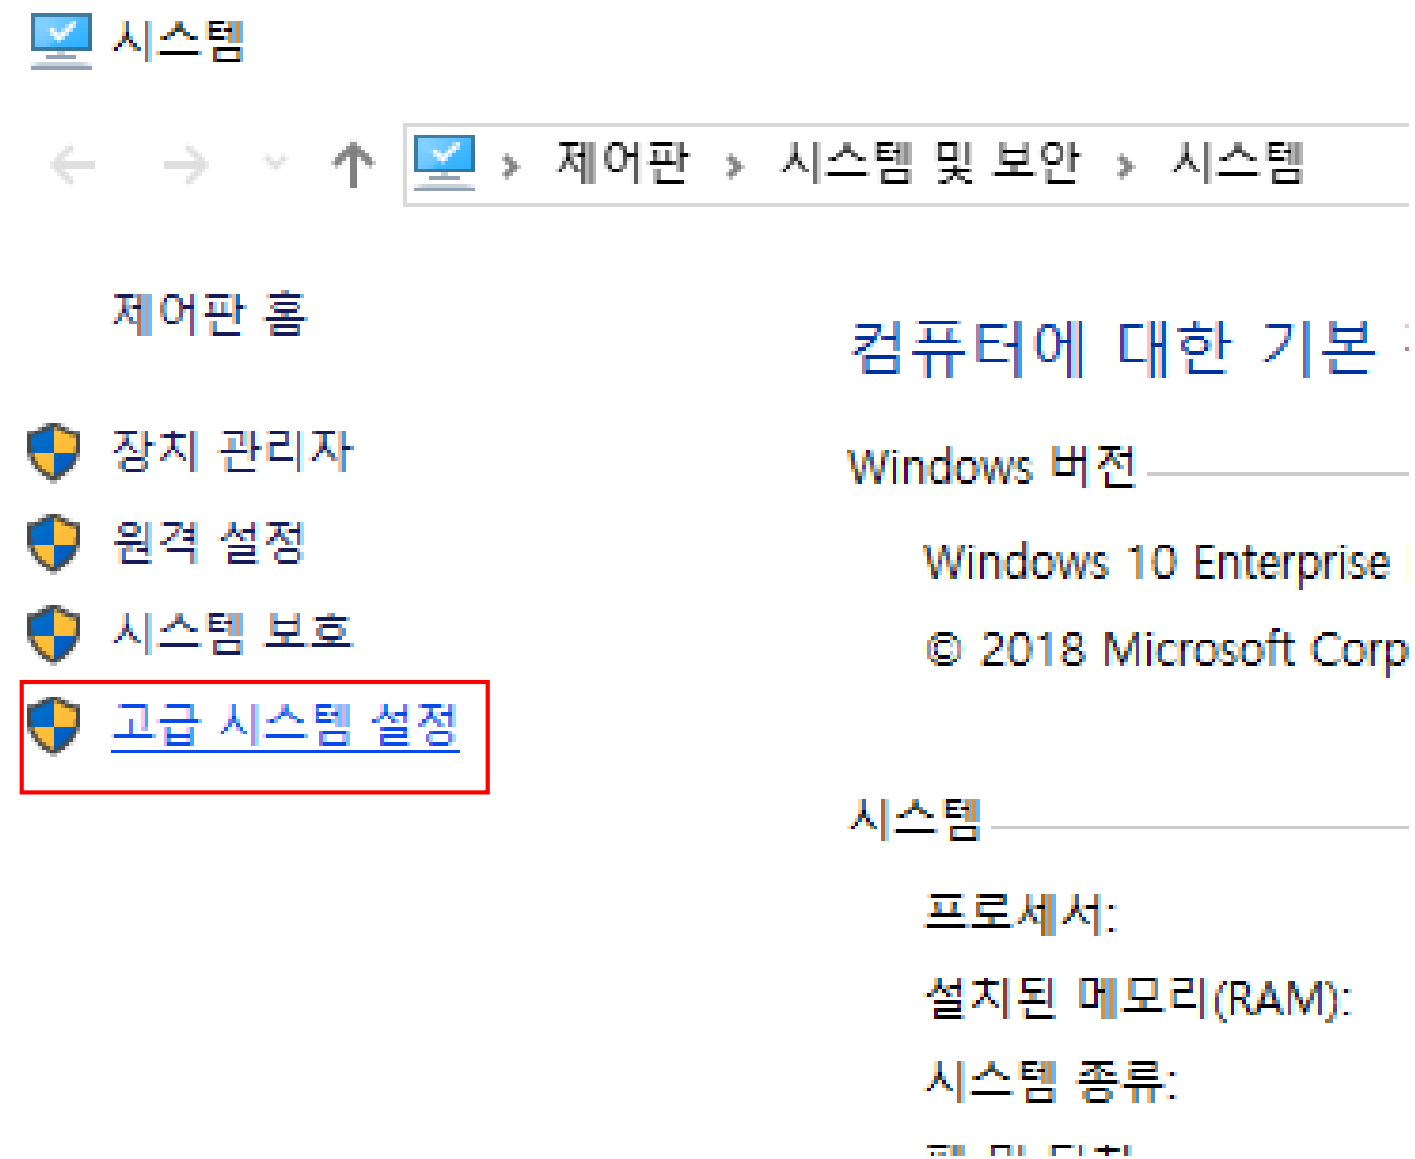 시스템
제어판 시스템 및 보안 시스템
제어판 홈
장치 관리자
원격 설정
시스템 보호
고급 시스템 설정
컴퓨터에 대한 기본
Windows 버전
Windows 10 Enterprise
© 2018 Microsoft Corp
시스템
프로세서:
설치된 메모리(RAM):
시스템 종류: